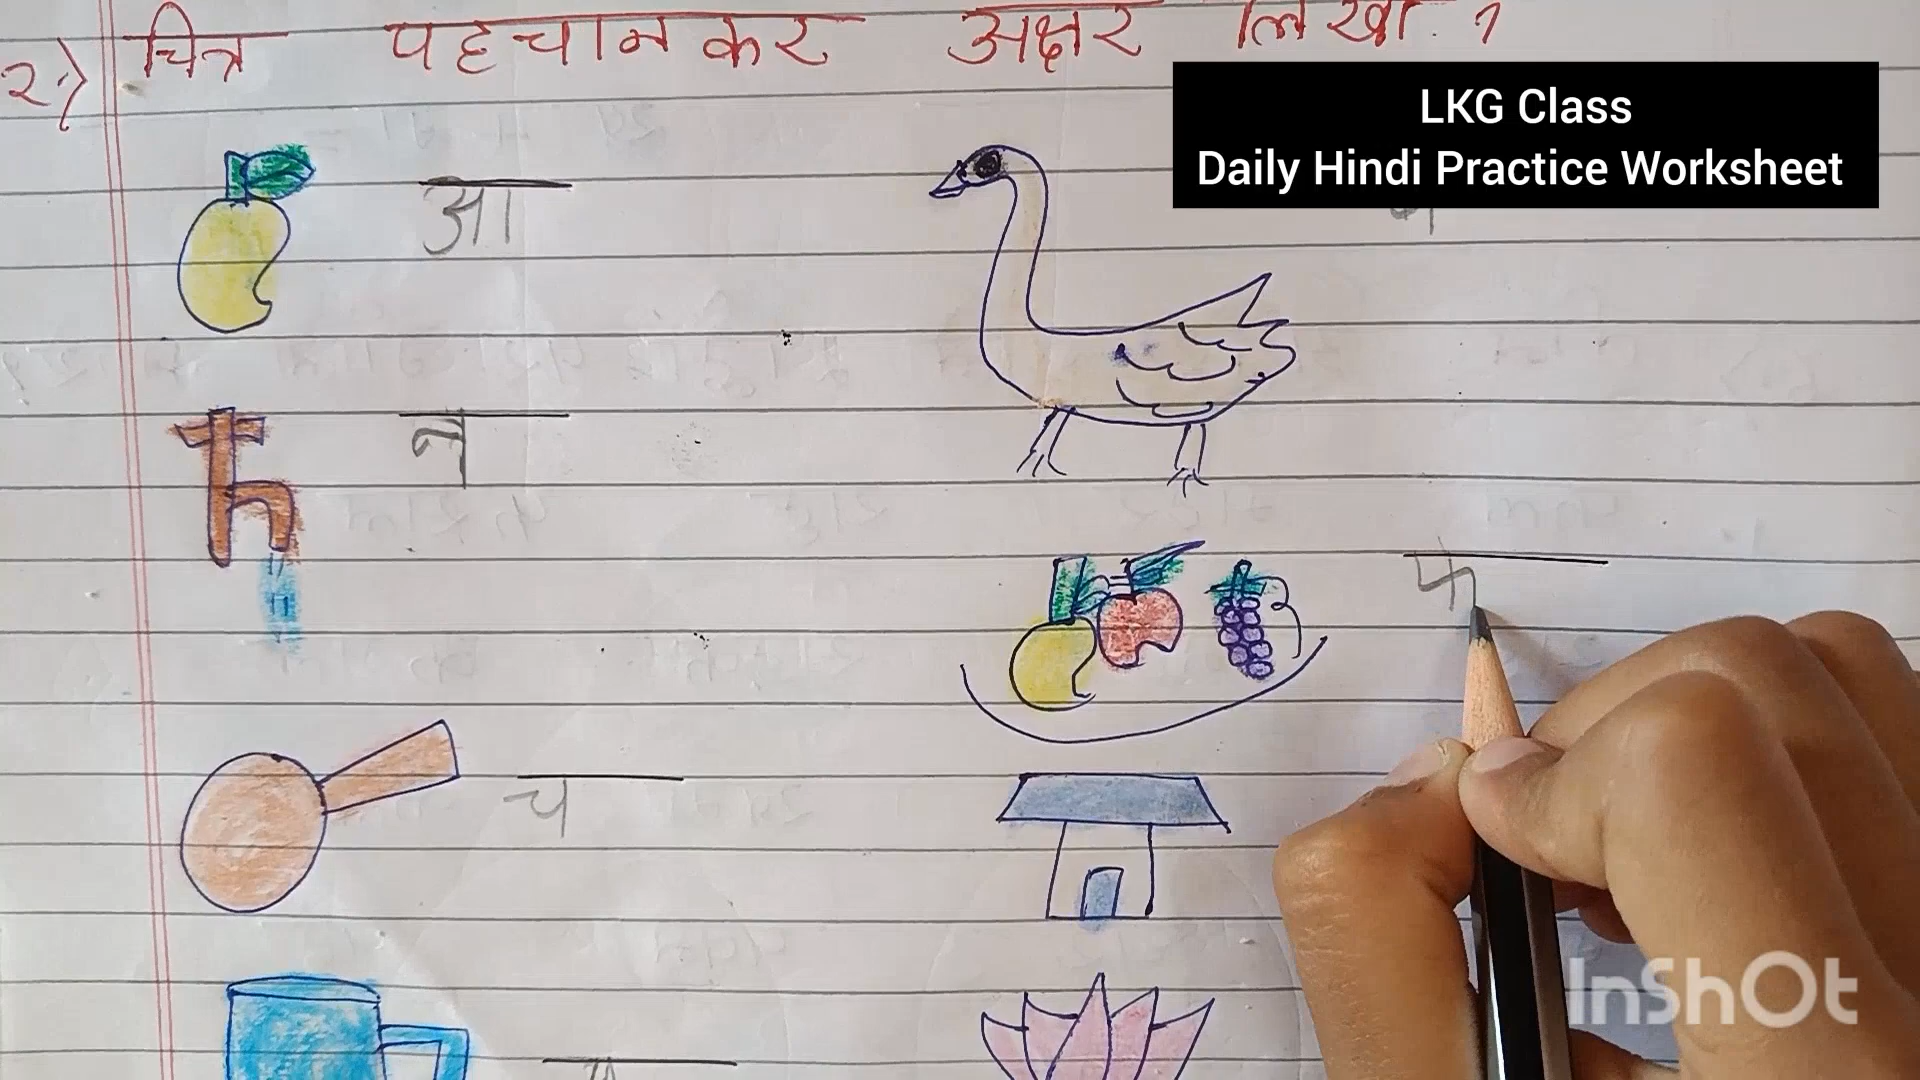 २.) चित्र पहचानकर अक्षर लिखो. ?
LKG Class
Daily Hindi Practice Worksheet
आ
न
च
InShOt